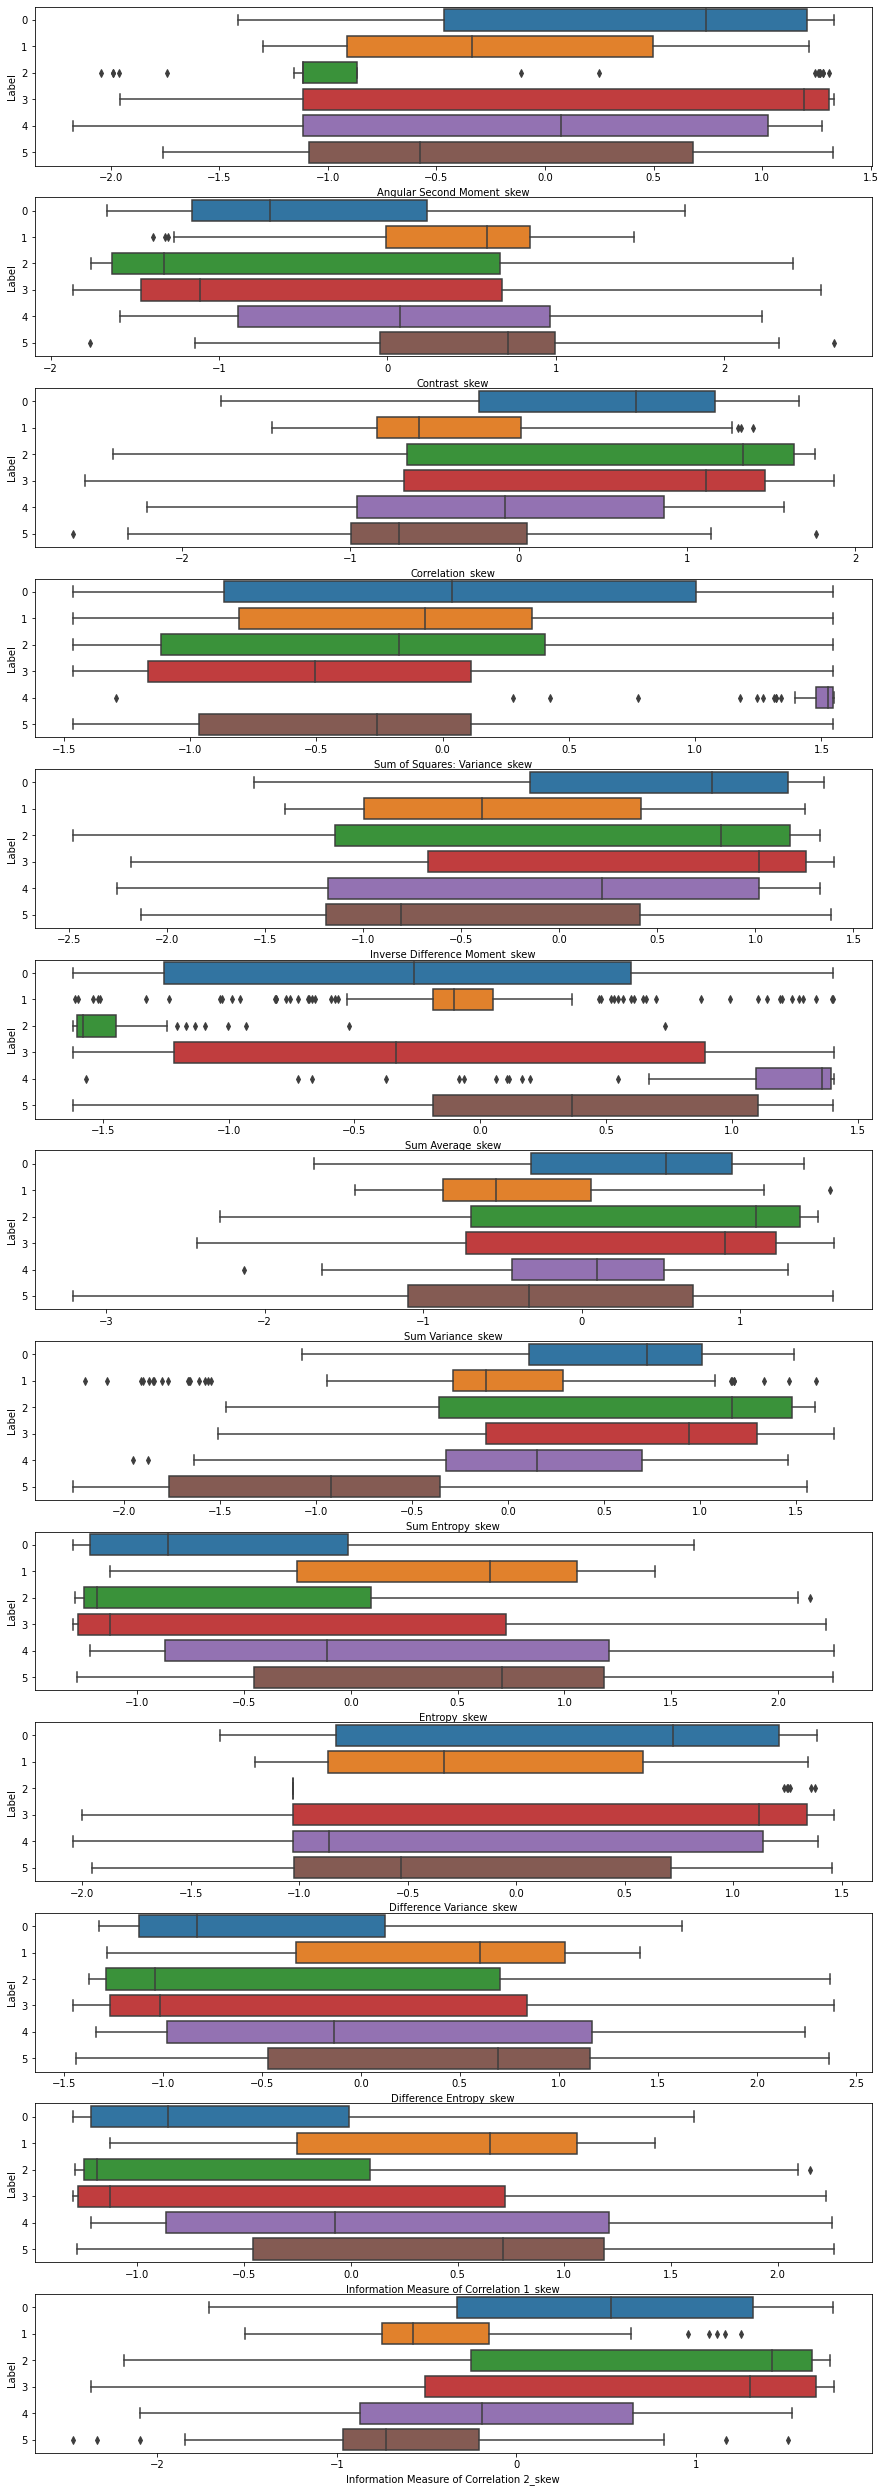 Label
0
1
2
3
4
5
−2.0 −1.5 −1.0 −0.5 0.0 0.5 1.0 1.5
Angular Second Moment_skew
Label
0
1
2
3
4
5
−2 −1 0 1 2
Contrast_skew
Label
0
1
2
3
4
5
−2 −1 0 1 2
Correlation_skew
Label
0
1
2
3
4
5
−1.5 −1.0 −0.5 0.0 0.5 1.0 1.5
Sum of Squares: Variance_skew
Label
0
1
2
3
4
5
−2.5 −2.0 −1.5 −1.0 −0.5 0.0 0.5 1.0 1.5
Inverse Difference Moment_skew
Label
0
1
2
3
4
5
−1.5 −1.0 −0.5 0.0 0.5 1.0 1.5
Sum Average_skew
Label
0
1
2
3
4
5
−3 −2 −1 0 1
Sum Variance_skew
Label
0
1
2
3
4
5
−2.0 −1.5 −1.0 −0.5 0.0 0.5 1.0 1.5
Sum Entropy_skew
Label
0
1
2
3
4
5
−1.0 −0.5 0.0 0.5 1.0 1.5 2.0
Entropy_skew
Label
0
1
2
3
4
5
−2.0 −1.5 −1.0 −0.5 0.0 0.5 1.0 1.5
Difference Variance_skew
Label
0
1
2
3
4
5
−1.5 −1.0 −0.5 0.0 0.5 1.0 1.5 2.0 2.5
Difference Entropy_skew
Label
0
1
2
3
4
5
−1.0 −0.5 0.0 0.5 1.0 1.5 2.0
Information Measure of Correlation 1_skew
Label
0
1
2
3
4
5
−2 −1 0 1
Information Measure of Correlation 2_skew